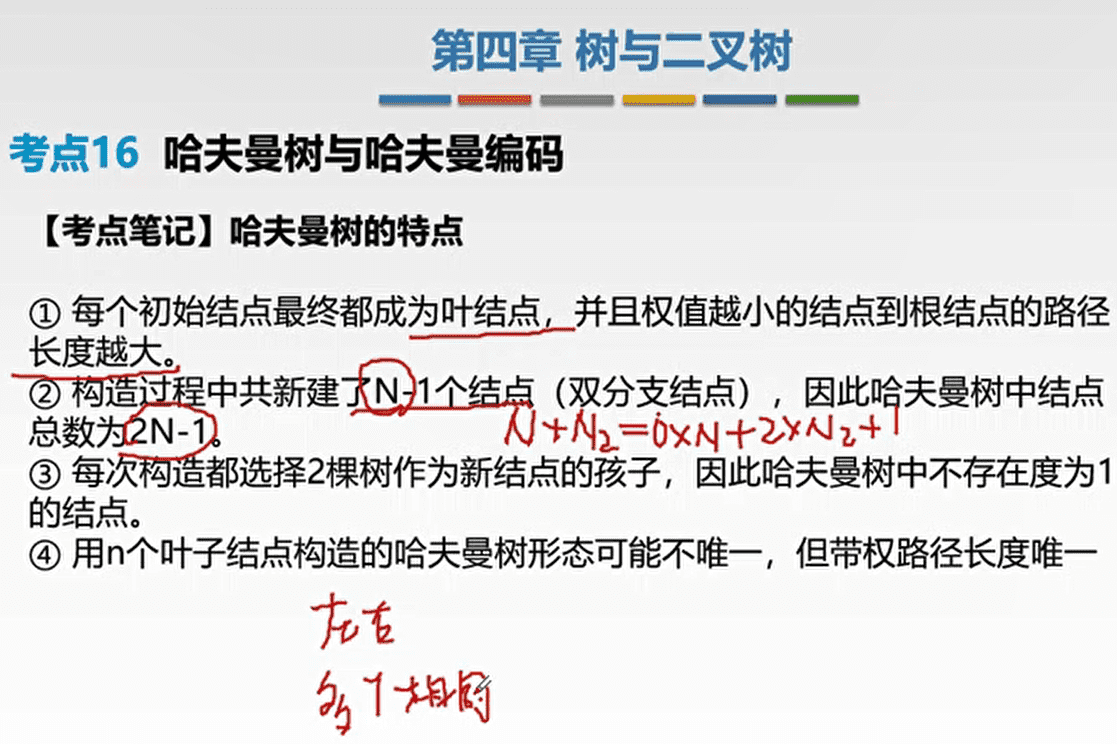 第四章 树与二叉树
考点16 哈夫曼树与哈夫曼编码
【考点笔记】哈夫曼树的特点
① 每个初始结点最终都成为叶结点，并且权值越小的结点到根结点的路径
长度越大。
② 构造过程中共新建了N-1个结点（双分支结点），因此哈夫曼树中结点
总数为2N-1。
N+N₂=0×N+2×N₂+1
③ 每次构造都选择2棵树作为新结点的孩子，因此哈夫曼树中不存在度为1
的结点。
④ 用n个叶子结点构造的哈夫曼树形态可能不唯一，但带权路径长度唯一
左右
多个相同